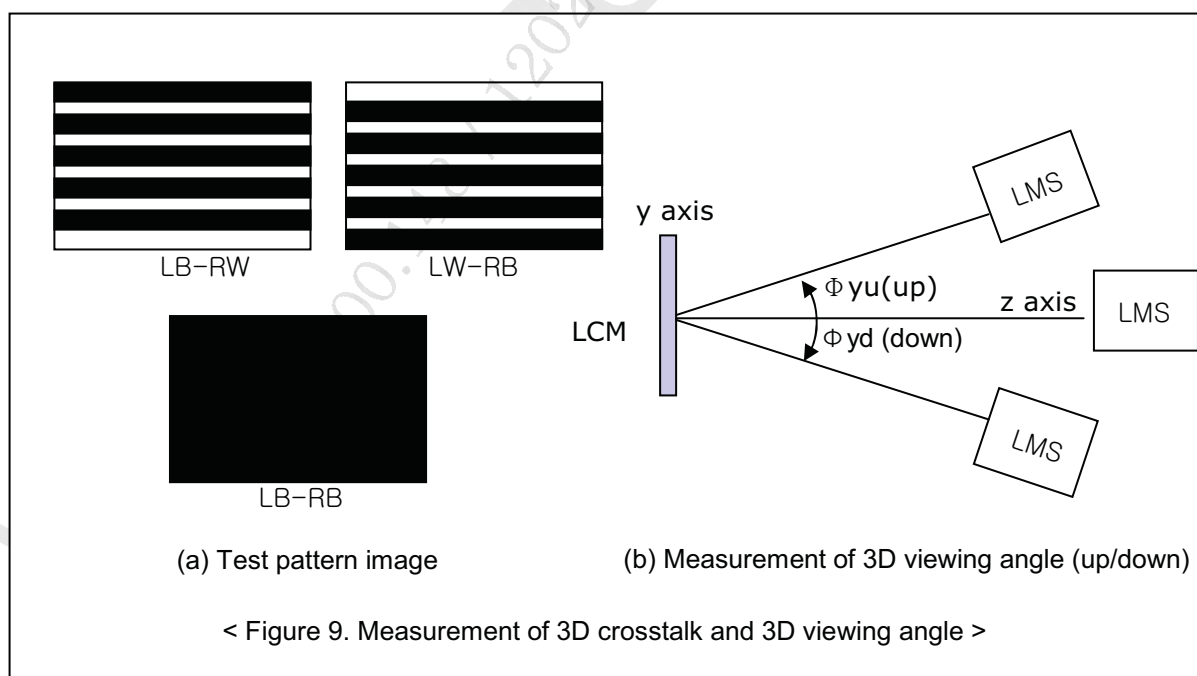 LB-RW
LW-RB
LB-RB
(a) Test pattern image
y axis
LCM
Φ yu(up)
z axis
Φ yd (down)
LMS
LMS
LMS
(b) Measurement of 3D viewing angle (up/down)
< Figure 9. Measurement of 3D crosstalk and 3D viewing angle >